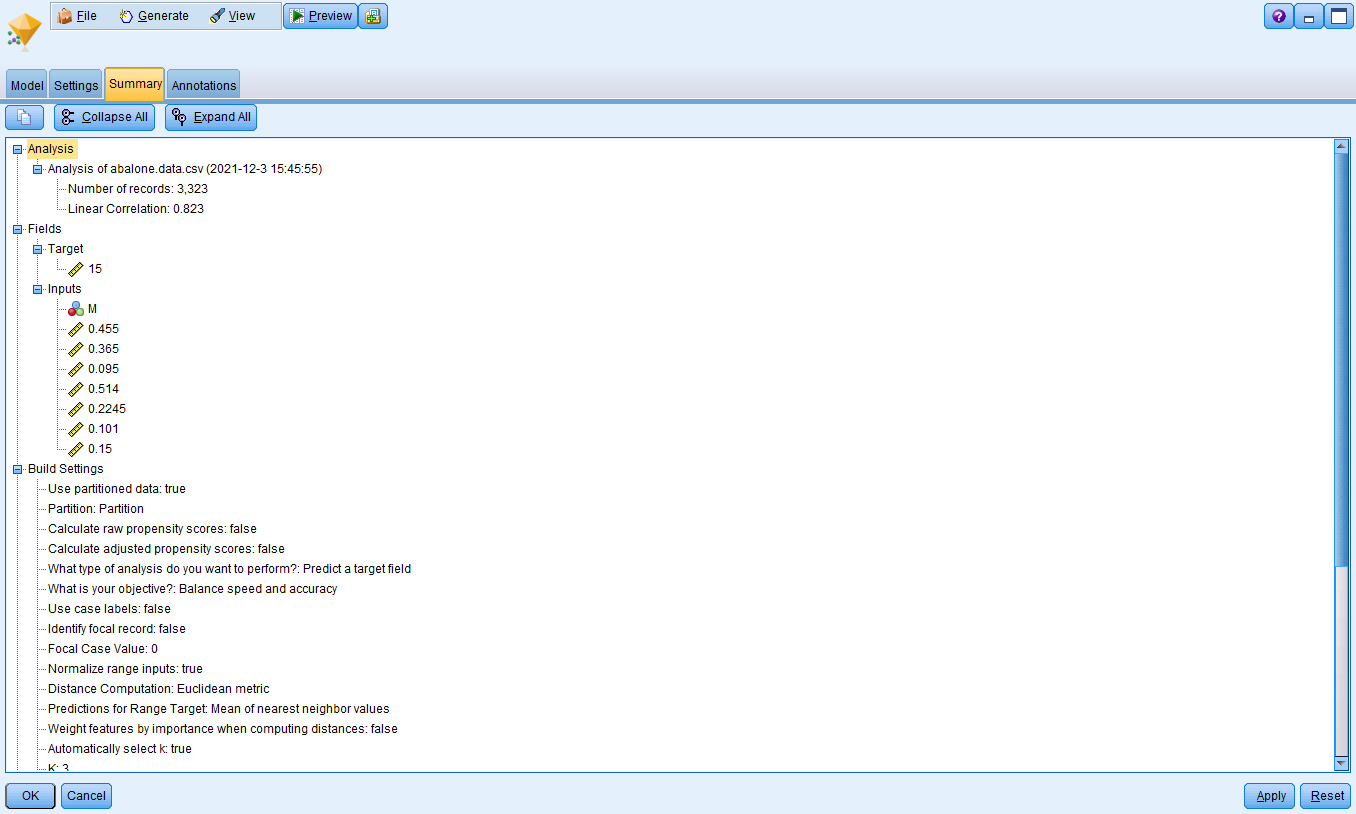 File Generate View Preview
Model Settings Summary Annotations
Collapse All Expand All
Analysis
Analysis of abalone.data.csv (2021-12-3 15:45:55)
Number of records: 3,323
Linear Correlation: 0.823
Fields
Target
15
Inputs
M
0.455
0.365
0.095
0.514
0.2245
0.101
0.15
Build Settings
Use partitioned data: true
Partition: Partition
Calculate raw propensity scores: false
Calculate adjusted propensity scores: false
What type of analysis do you want to perform?: Predict a target field
What is your objective?: Balance speed and accuracy
Use case labels: false
Identify focal record: false
Focal Case Value: 0
Normalize range inputs: true
Distance Computation: Euclidean metric
Predictions for Range Target: Mean of nearest neighbor values
Weight features by importance when computing distances: false
Automatically select k: true
K: 3
OK Cancel Apply Reset